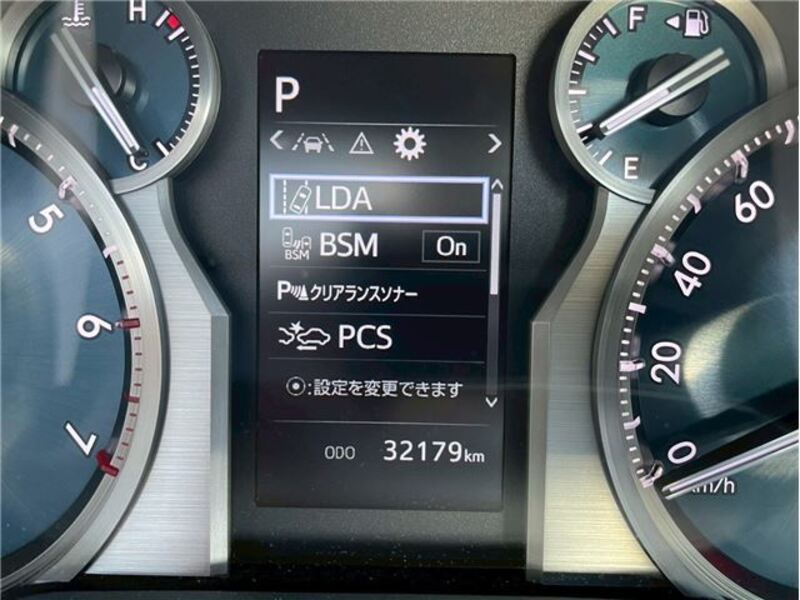 H
C
F
E
P
LDA
BSM
BSM On
P クリアランスソナー
PCS
:設定を変更できます
ODO 32179km
5
6
7
60
40
20
0
km/h